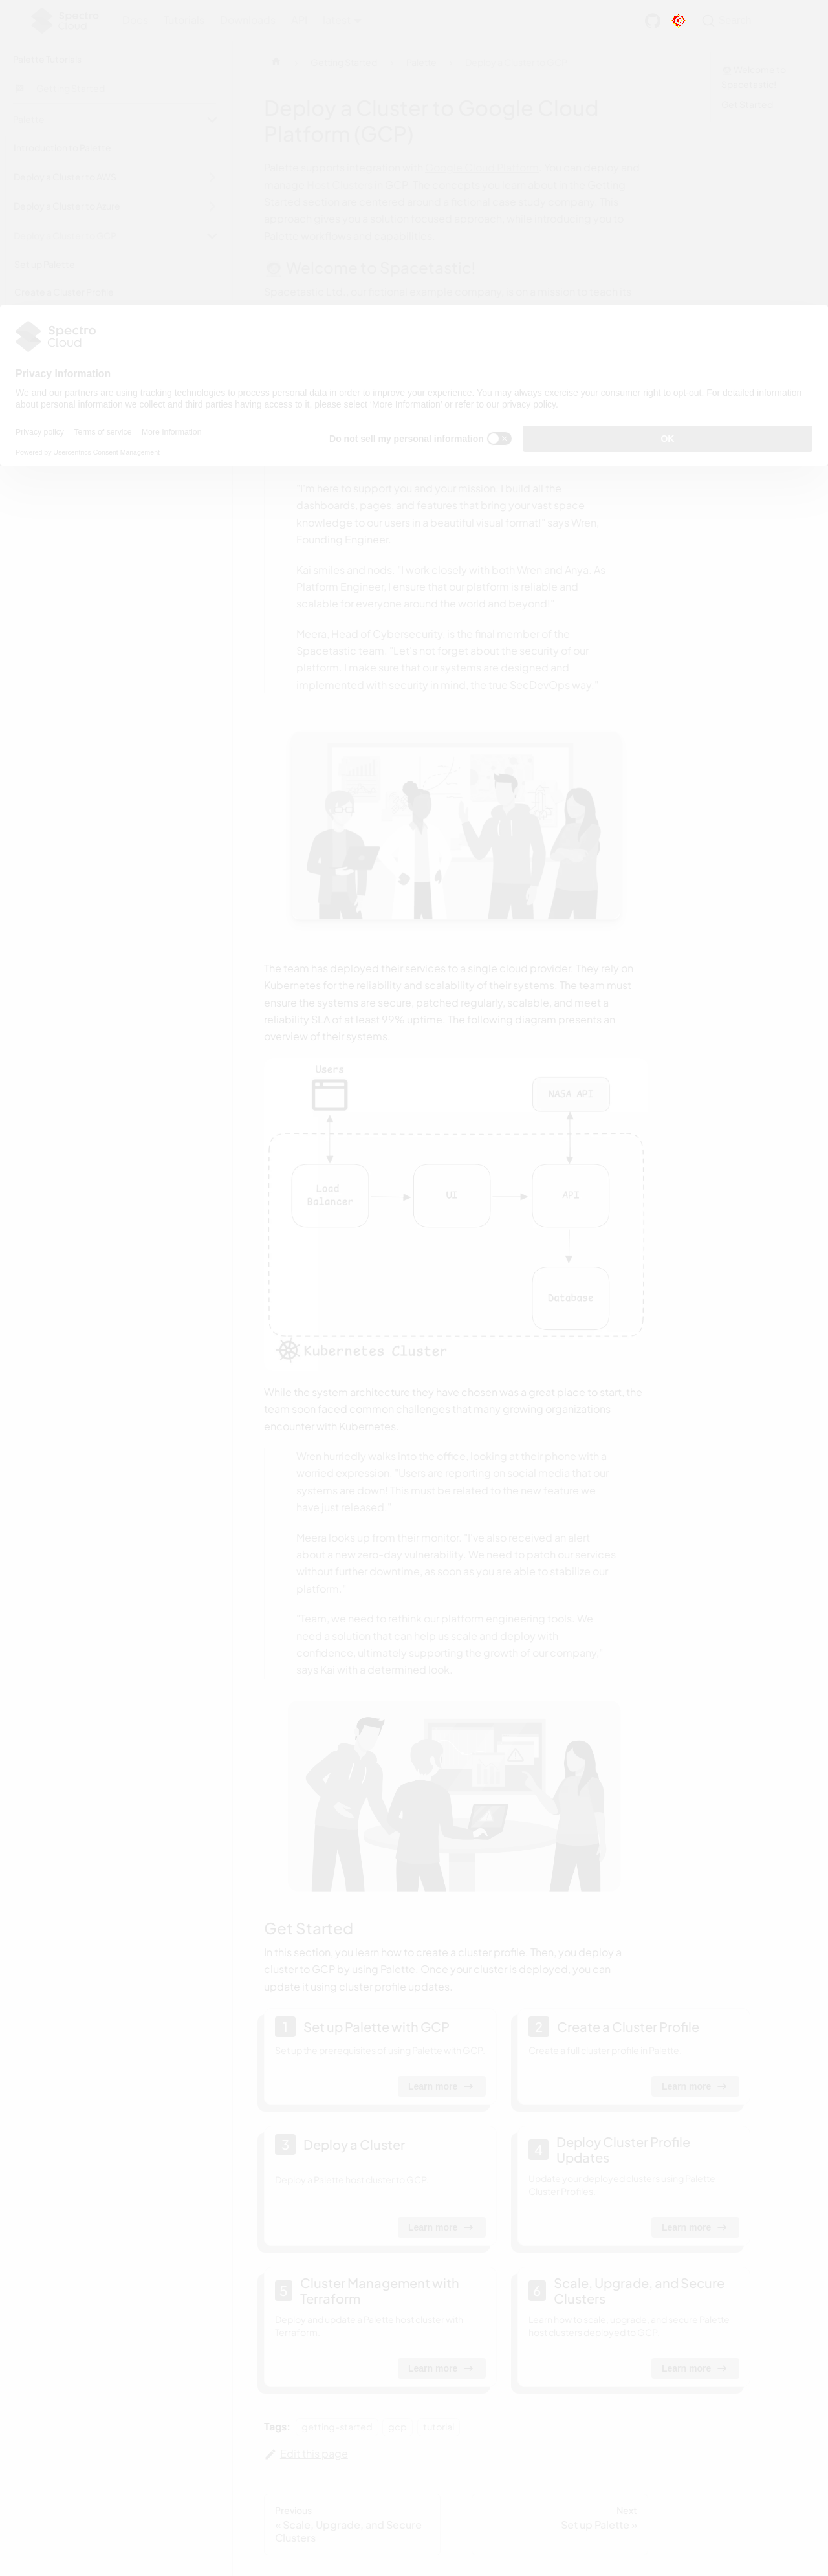 Spectro
Cloud
Deploy a Cluster to Google Cloud
Platform (GCP)
Welcome to Spacetastic!
Spectro
Cloud
Privacy Information
We and our partners are using tracking technologies to process personal data in order to improve your experience. You may always exercise your consumer right to opt-out. For detailed information
about personal information we collect and third parties having access to it, please select 'More Information' or refer to our privacy policy.
Privacy policy
Terms of service
More Information
Do not sell my personal information
OK
Powered by Usercentrics Consent Management
"I'm here to support you and your mission. I build all the
dashboards, pages, and features that bring your vast space
knowledge to our users in a beautiful visual format!" says Wren,
Founding Engineer.
Kai smiles and nods. "I work closely with both Wren and Anya. As
Platform Engineer, I ensure that our platform is reliable and
scalable for everyone around the world and beyond!".
Meera, Head of Cybersecurity, is the final member of the
Spacetastic team. "Let's not forget about the security of our
platform. I make sure that our systems are designed and
implemented with security in mind, the true SecDevOps way."
The team has deployed their services to a single cloud provider. They rely on
Kubernetes for the reliability and scalability of their systems. The team must
ensure the systems are secure, patched regularly, scalable, and meet a
reliability SLA of at least 99% uptime. The following diagram presents an
overview of their systems.
Users
NASA API
Load
Balancer
UI
API
Database
Kubernetes Cluster
While the system architecture they have chosen was a great place to start, the
team soon faced common challenges that many growing organizations
encounter with Kubernetes.
Wren hurriedly walks into the office, looking at their phone with a
worried expression. "Users are reporting on social media that our
systems are down! This must be related to the new feature we
have just released."
Meera looks up from their monitor. "I've also received an alert
about a new zero-day vulnerability. We need to patch our services
without further downtime, as soon as you are able to stabilize our
platform."
"Team, we need to rethink our platform engineering tools. We
need a solution that can help us scale and deploy with
confidence, ultimately supporting the growth of our company,"
says Kai with a determined look.
Get Started
In this section, you learn how to create a cluster profile. Then, you deploy a
cluster to GCP by using Palette. Once your cluster is deployed, you can
update it using cluster profile updates.
1 Set up Palette with GCP
Set up the prerequisites of using Palette with GCP.
Learn more
2 Create a Cluster Profile
Create a full cluster profile in Palette.
Learn more
3 Deploy a Cluster
Deploy a Palette host cluster to GCP.
Learn more
4 Deploy Cluster Profile
Updates
Update your deployed clusters using Palette
Cluster Profiles.
Learn more
5 Cluster Management with
Terraform
Deploy and update a Palette host cluster with
Terraform.
Learn more
6 Scale, Upgrade, and Secure
Clusters
Learn how to scale, upgrade, and secure Palette
host clusters deployed to GCP.
Learn more
Tags:
getting-started
gcp
tutorial
Edit this page
Previous
« Scale, Upgrade, and Secure
Clusters
Next
Set up Palette »